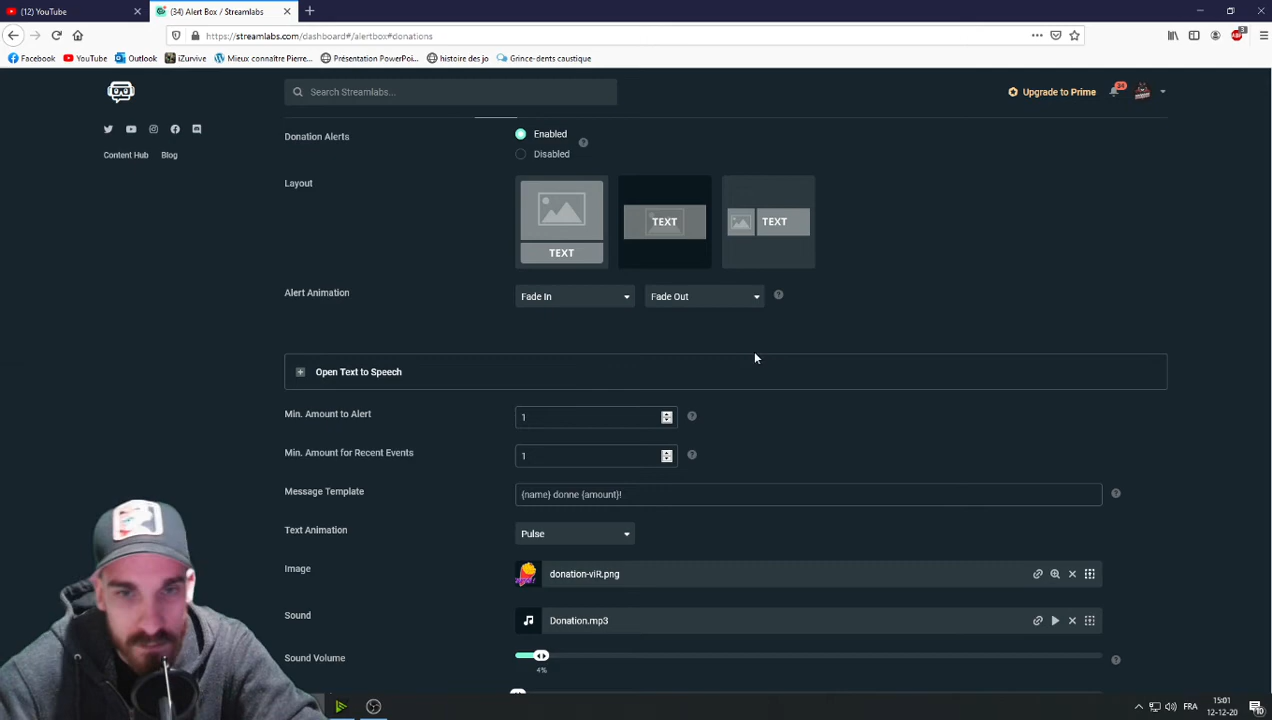 (12) YouTube
(34) Alert Box / Streamlabs
https://streamlabs.com/dashboard#/alertbox#donations
Facebook YouTube Outlook iZurvive Mieux connaître Pierre... Présentation PowerPoi... histoire des jo Grince-dents caustique
Search Streamlabs...
Upgrade to Prime
34
Content Hub Blog
Donation Alerts
Enabled
Disabled
Layout
TEXT
TEXT
TEXT
Alert Animation
Fade In
Fade Out
Open Text to Speech
Min. Amount to Alert
1
Min. Amount for Recent Events
1
Message Template
{name} donne {amount}!
Text Animation
Pulse
Image
donation-viR.png
Sound
Donation.mp3
Sound Volume
4%
FRA
15:01
12-12-20